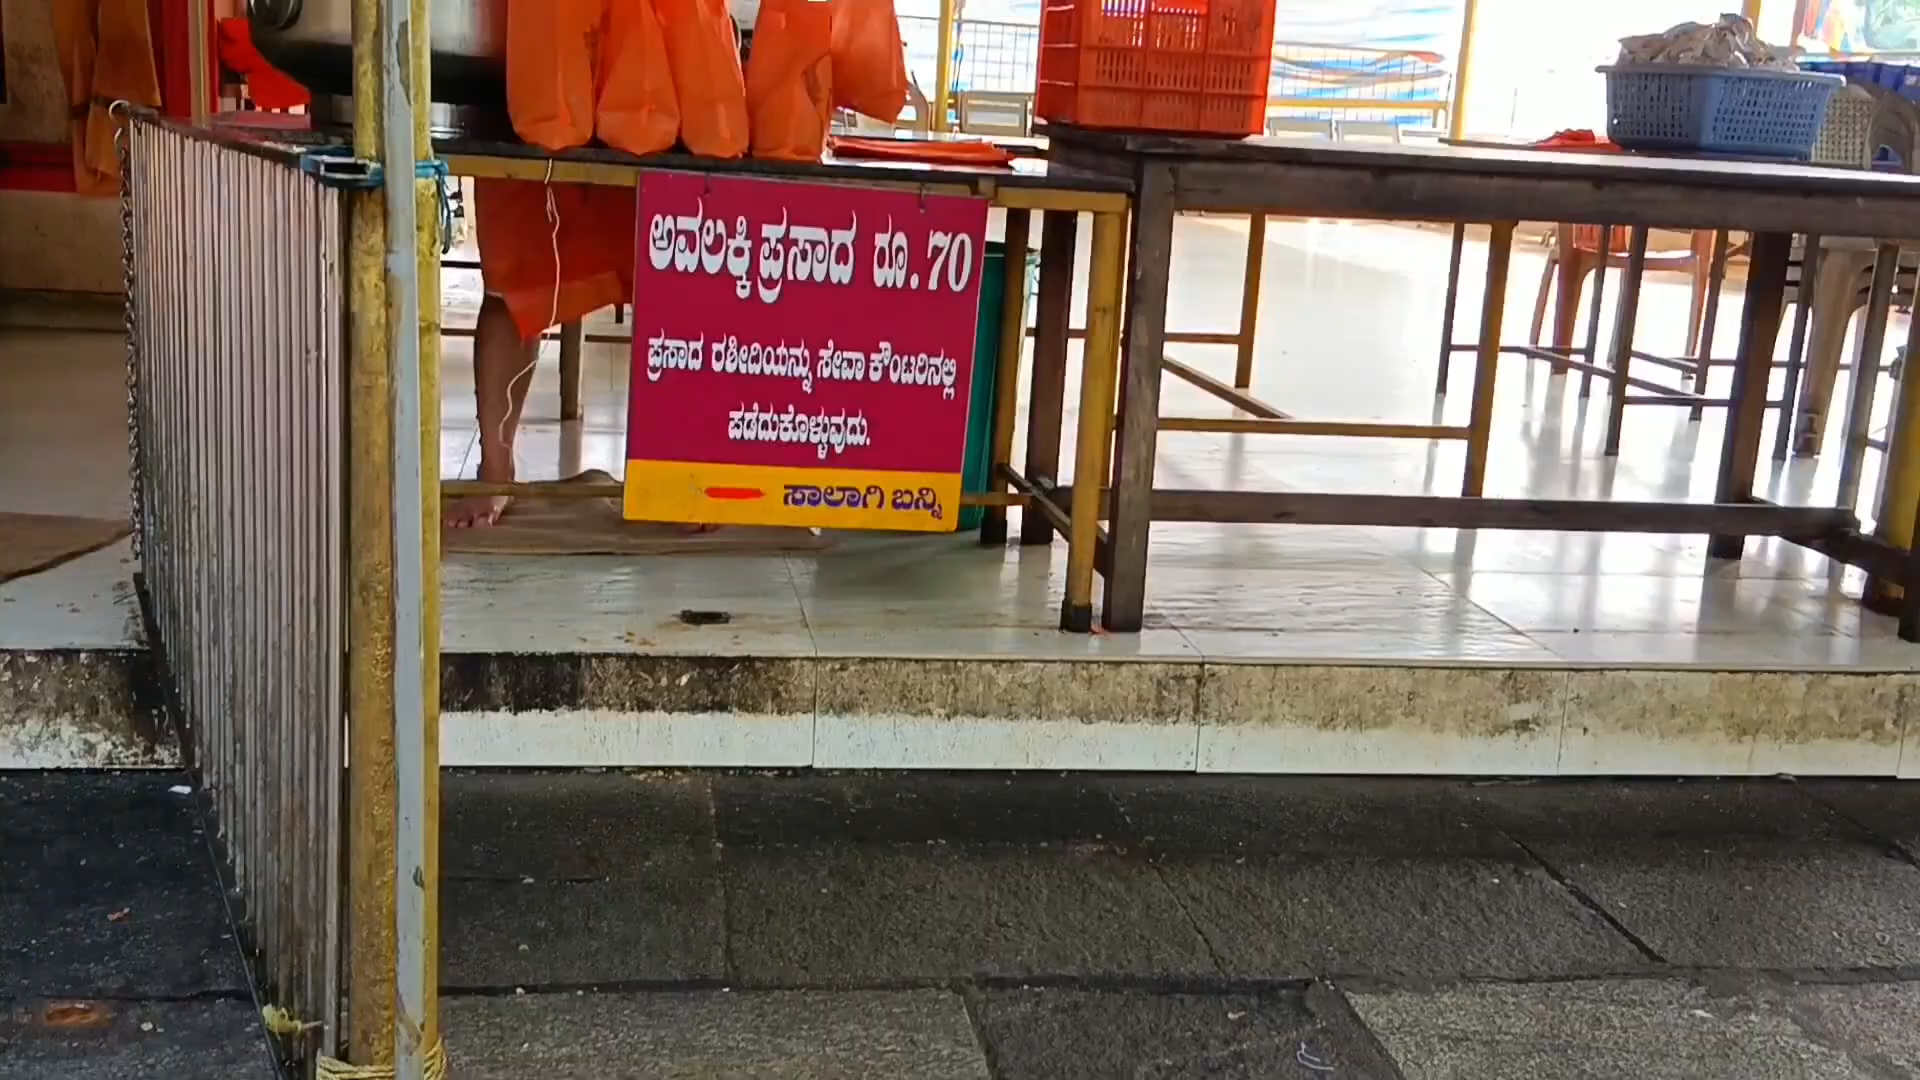 ಅವಲಕ್ಕಿ ಪ್ರಸಾದ ರೂ. 70
ಪ್ರಸಾದ ರಶೀದಿಯನ್ನು ಸೇವಾ ಕೌಂಟರಿನಲ್ಲಿ
ಪಡೆದುಕೊಳ್ಳುವುದು.
ಸಾಲಾಗಿ ಬನ್ನಿ